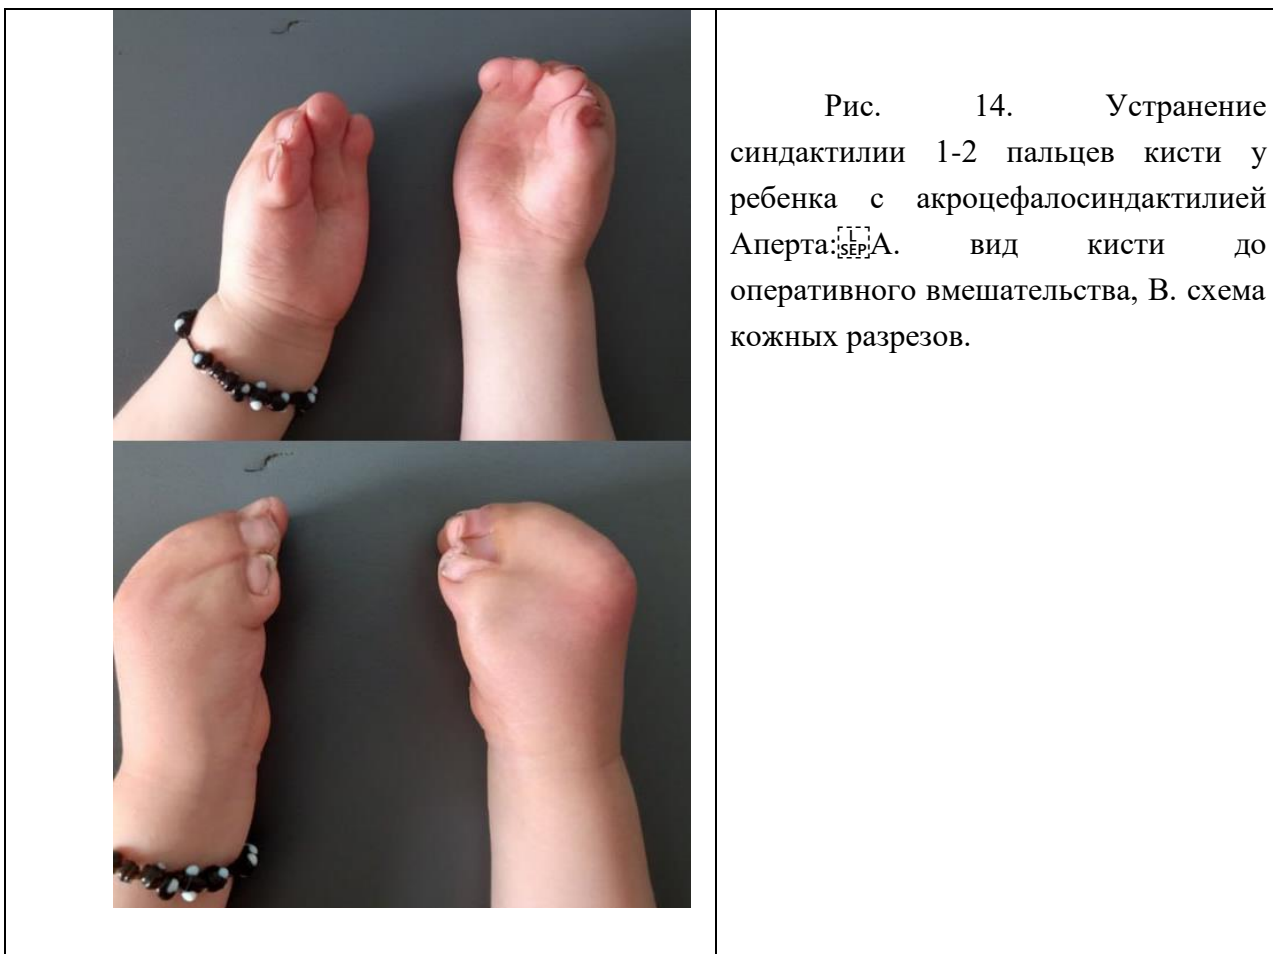 Рис. 14. Устранение
синдактилии 1-2 пальцев кисти у
ребенка с акроцефалосиндактилией
Аперта:LSEPА. вид кисти до
оперативного вмешательства, В. схема
кожных разрезов.